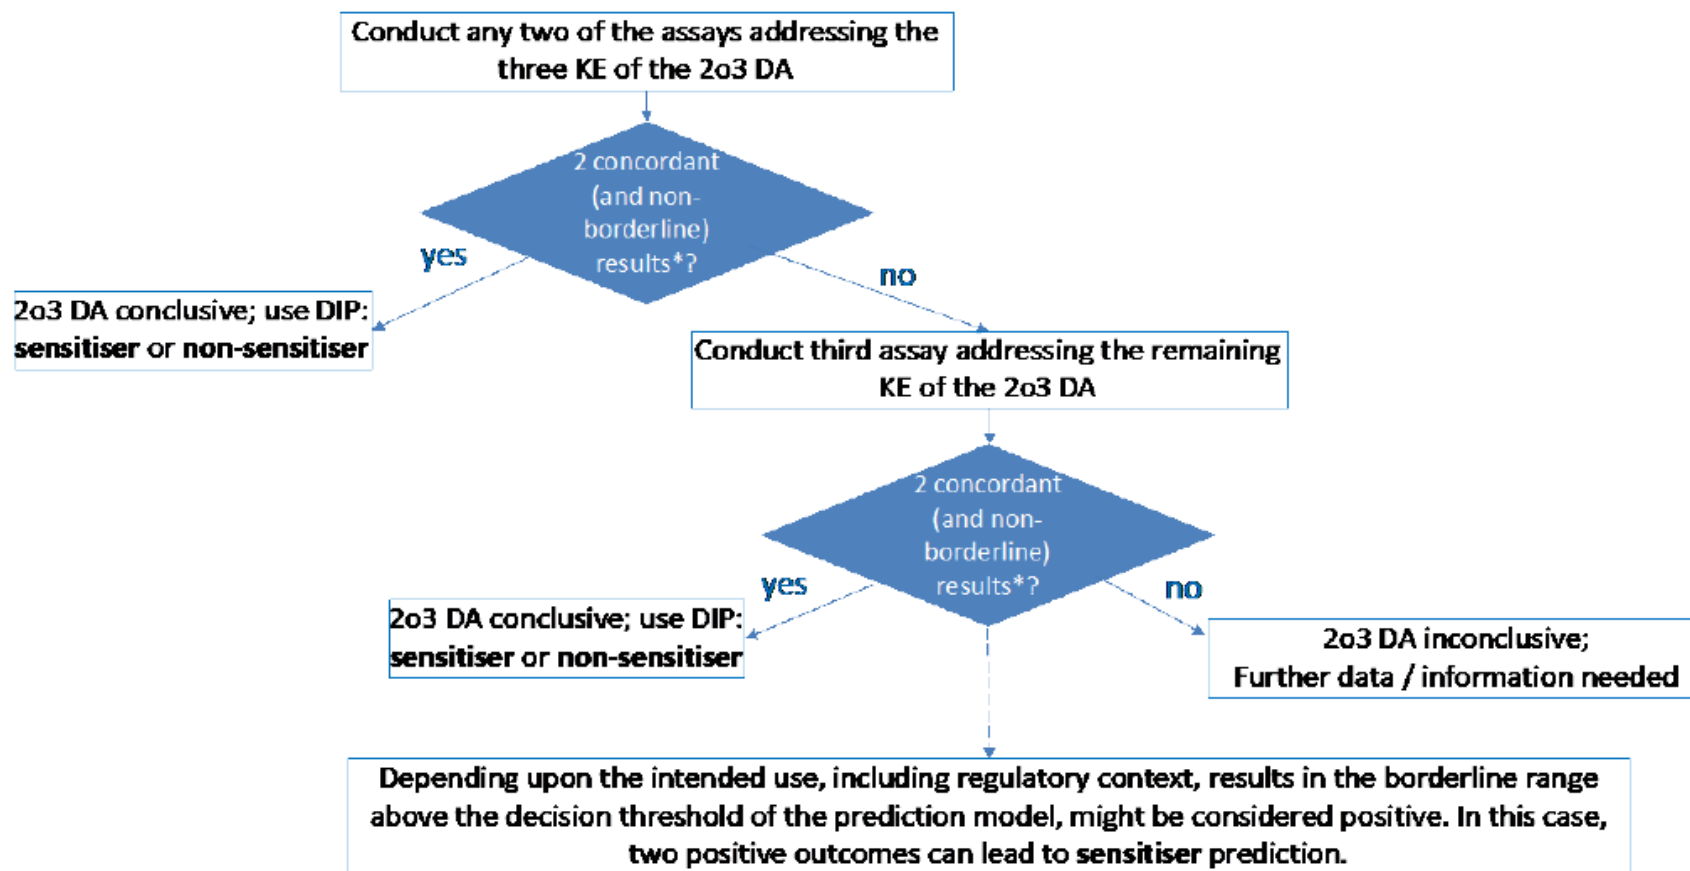 Conduct any two of the assays addressing the
three KE of the 2o3 DA
2 concordant
(and non-
borderline)
results*?
yes
no
2o3 DA conclusive; use DIP:
sensitiser or non-sensitiser
Conduct third assay addressing the remaining
KE of the 2o3 DA
2 concordant
(and non-
borderline)
results*?
yes
no
2o3 DA conclusive; use DIP:
sensitiser or non-sensitiser
2o3 DA inconclusive;
Further data / information needed
Depending upon the intended use, including regulatory context, results in the borderline range
above the decision threshold of the prediction model, might be considered positive. In this case,
two positive outcomes can lead to sensitiser prediction.